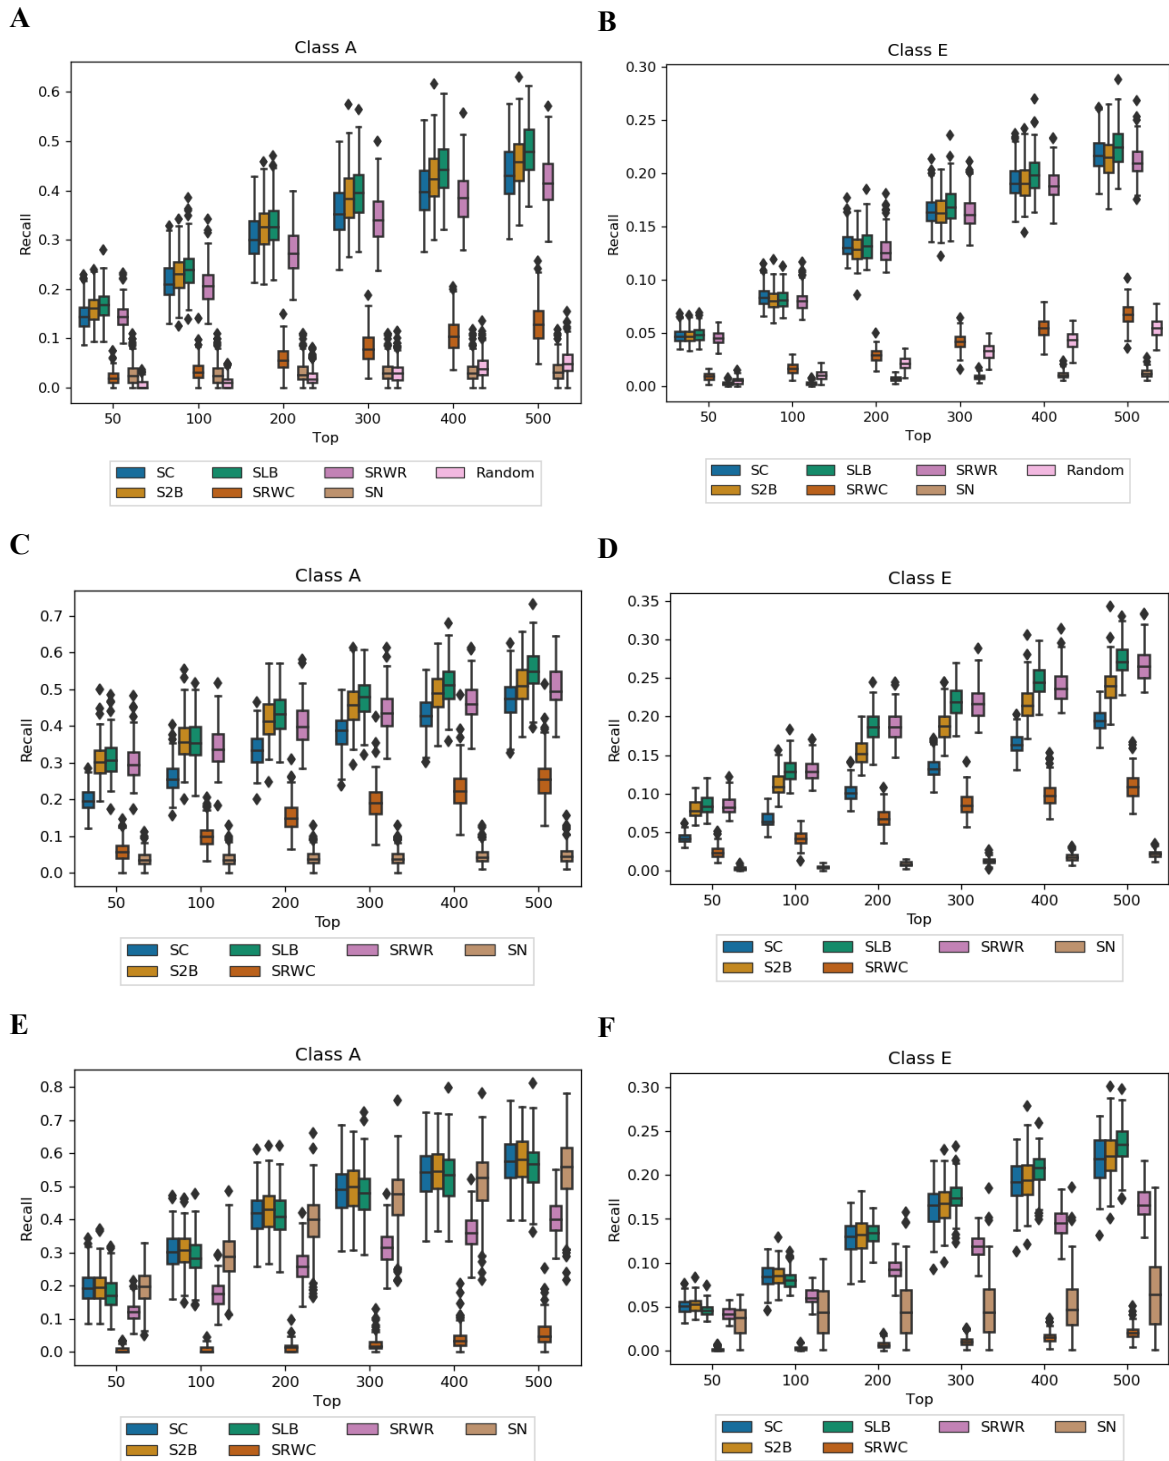 A
Class A
0.6
0.5
0.4
0.3
0.2
0.1
0.0
Recall
50 100 200 300 400 500
Top
SC SLB SRWR Random
S2B SRWC SN
B
Class E
0.30
0.25
0.20
0.15
0.10
0.05
0.00
Recall
50 100 200 300 400 500
Top
SC SLB SRWR Random
S2B SRWC SN
C
Class A
0.7
0.6
0.5
0.4
0.3
0.2
0.1
0.0
Recall
50 100 200 300 400 500
Top
SC SLB SRWR SN
S2B SRWC
D
Class E
0.35
0.30
0.25
0.20
0.15
0.10
0.05
0.00
Recall
50 100 200 300 400 500
Top
SC SLB SRWR SN
S2B SRWC
E
Class A
0.8
0.7
0.6
0.5
0.4
0.3
0.2
0.1
0.0
Recall
50 100 200 300 400 500
Top
SC SLB SRWR SN
S2B SRWC
F
Class E
0.30
0.25
0.20
0.15
0.10
0.05
0.00
Recall
50 100 200 300 400 500
Top
SC SLB SRWR SN
S2B SRWC